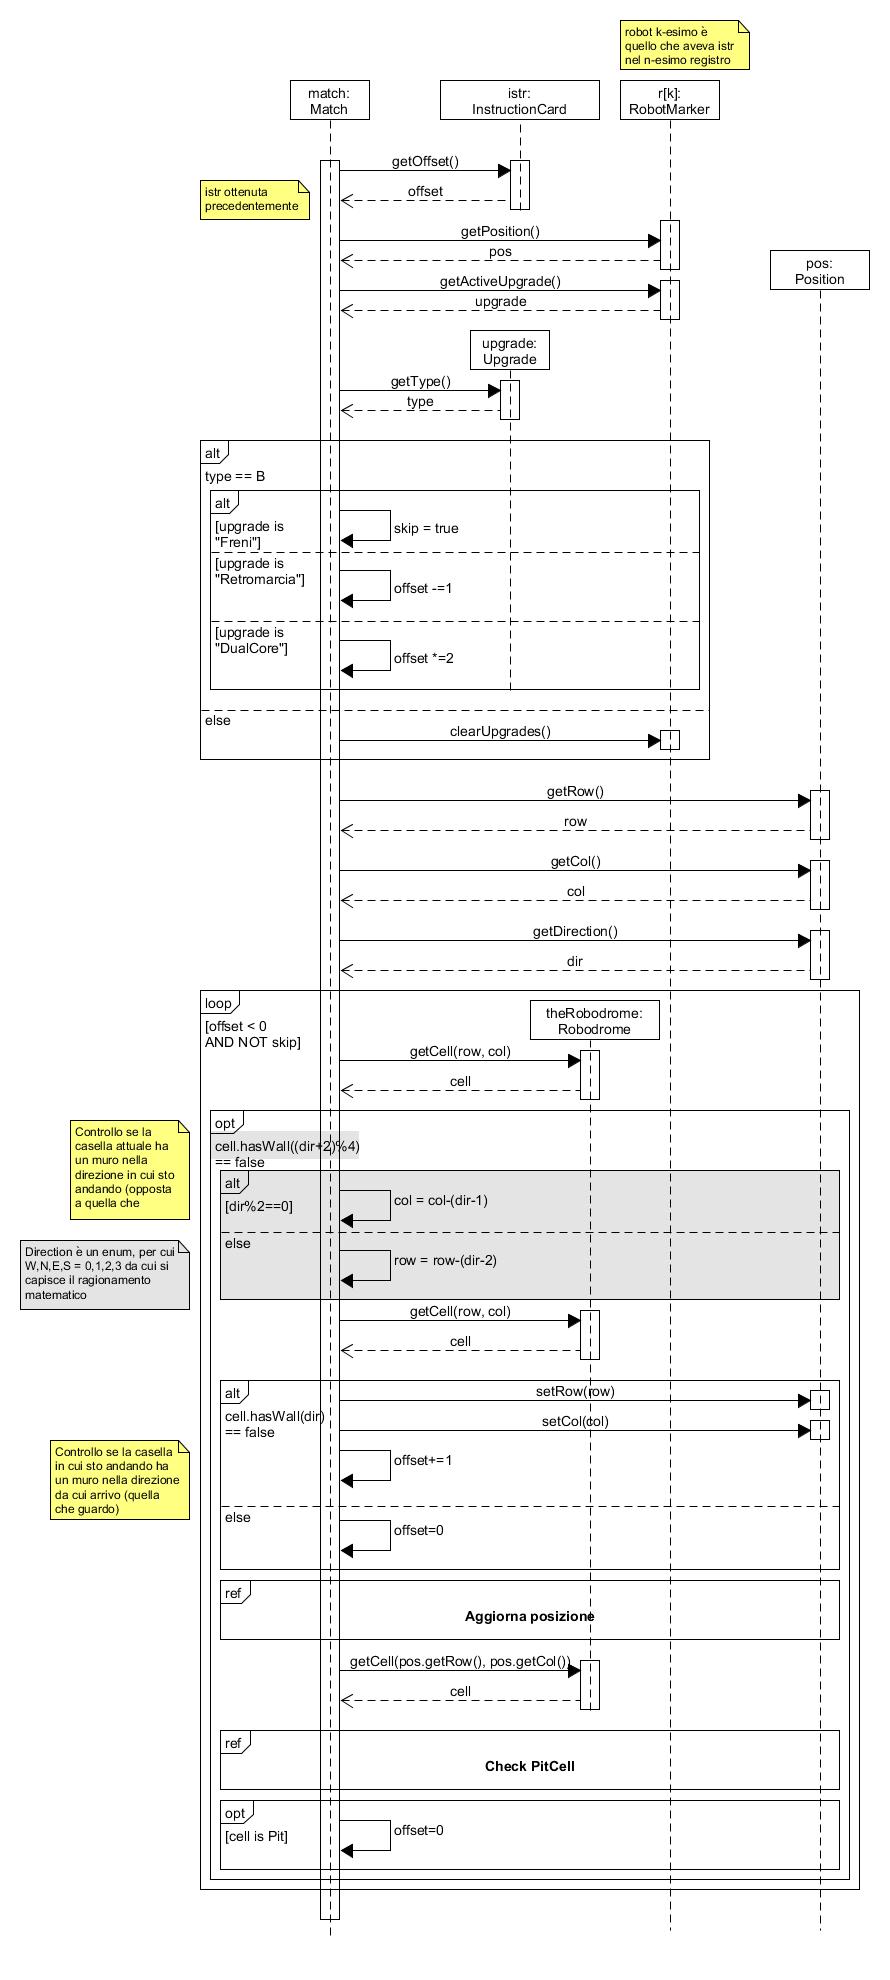 robot k-esimo è
quello che aveva istr
nel n-esimo registro
match:
Match
istr:
InstructionCard
r[k]:
RobotMarker
getOffset()
istr ottenuta
precedentemente
offset
getPosition()
pos
pos:
Position
getActiveUpgrade()
upgrade
upgrade:
Upgrade
getType()
type
alt
type == B
alt
[upgrade is
"Freni"]
skip = true
[upgrade is
"Retromarcia"]
offset -=1
[upgrade is
"DualCore"]
offset *=2
else
clearUpgrades()
getRow()
row
getCol()
col
getDirection()
dir
loop
[offset < 0
AND NOT skip]
theRobodrome:
Robodrome
getCell(row, col)
cell
opt
cell.hasWall((dir+2)%4)
== false
Controllo se la
casella attuale ha
un muro nella
direzione in cui sto
andando (opposta
a quella che
alt
[dir%2==0]
col = col-(dir-1)
else
row = row-(dir-2)
Direction è un enum, per cui
W,N,E,S = 0,1,2,3 da cui si
capisce il ragionamento
matematico
getCell(row, col)
cell
alt
cell.hasWall(dir)
== false
setRow(row)
setCol(col)
offset+=1
Controllo se la casella
in cui sto andando ha
un muro nella direzione
da cui arrivo (quella
che guardo)
else
offset=0
ref
Aggiorna posizione
getCell(pos.getRow(), pos.getCol())
cell
ref
Check PitCell
opt
[cell is Pit]
offset=0